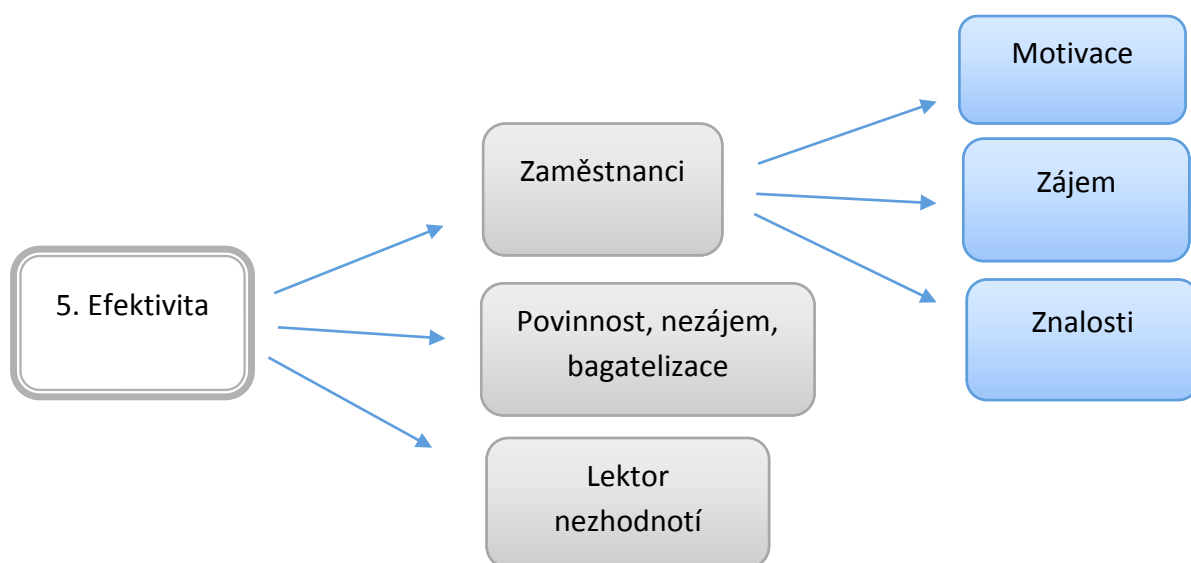 Motivace
Zaměstnanci
Zájem
5. Efektivita
Povinnost, nezájem,
bagatelizace
Znalosti
Lektor
nezhodnotí